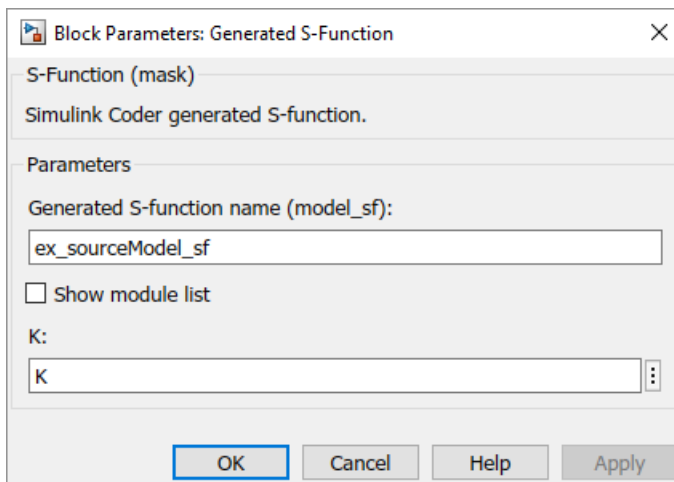 Block Parameters: Generated S-Function
S-Function (mask)
Simulink Coder generated S-function.
Parameters
Generated S-function name (model_sf):
ex_sourceModel_sf
Show module list
K:
K
OK Cancel Help Apply